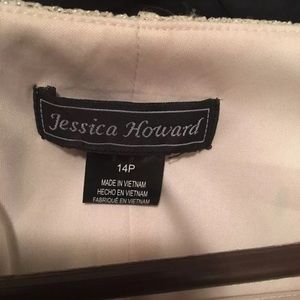 Jessica Howard
14P
MADE IN VIETNAM
HECHO EN VIETNAM
FABRIQUÉ EN VIETNAM